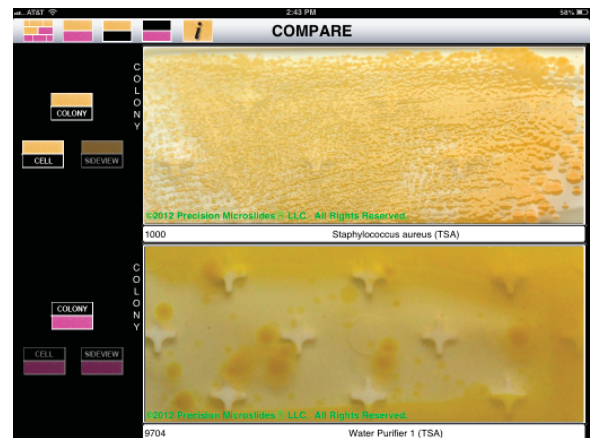 AT&T 2:43 PM 58%
i COMPARE
COLONY
COLONY
CELL SIDEVIEW
©2012 Precision Microslides LLC. All Rights Reserved.
1000 Staphylococcus aureus (TSA)
COLONY
COLONY
CELL SIDEVIEW
©2012 Precision Microslides LLC. All Rights Reserved.
9704 Water Purifier 1 (TSA)